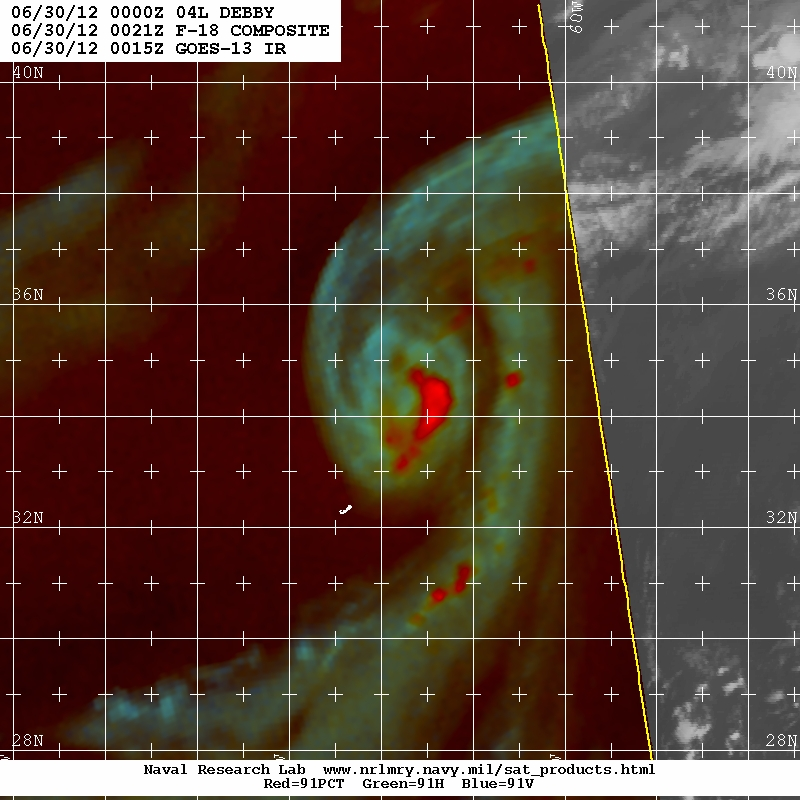 06/30/12 0000Z 04L DEBBY
06/30/12 0021Z F-18 COMPOSITE
06/30/12 0015Z GOES-13 IR
60W
40N 40N
36N 36N
32N 32N
28N 28N
Naval Research Lab www.nrlmry.navy.mil/sat_products.html
Red=91PCT Green=91H Blue=91V